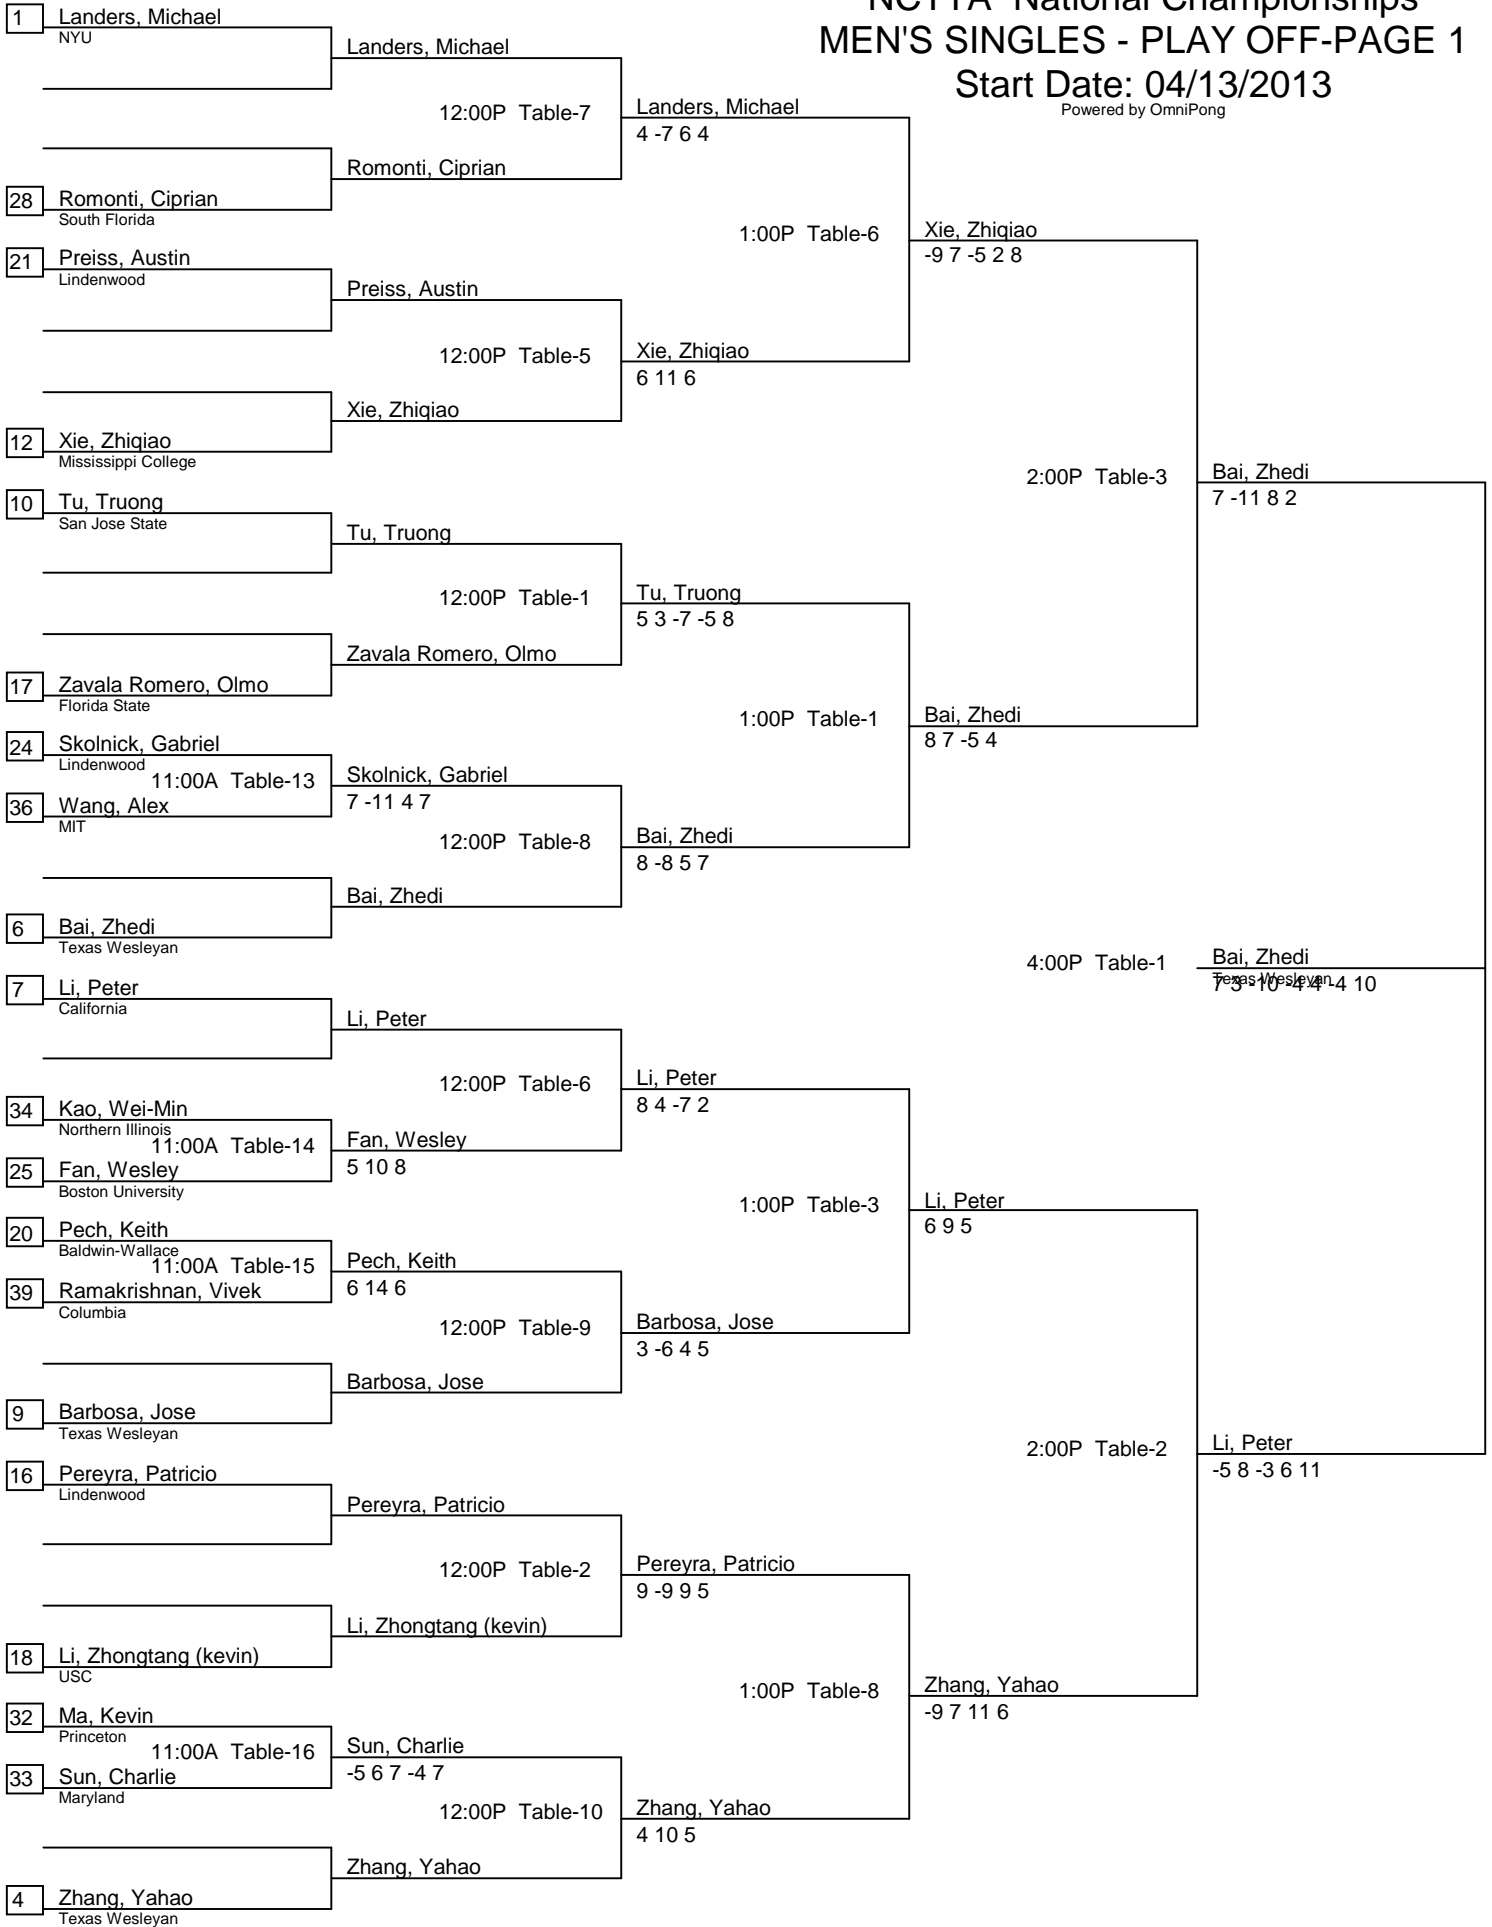 NCTTA National Championships
MEN'S SINGLES - PLAY OFF-PAGE 1
Start Date: 04/13/2013
Powered by OmniPong
1 Landers, Michael
NYU
Landers, Michael
12:00P Table-7
Landers, Michael
4 -7 6 4
Romonti, Ciprian
28 Romonti, Ciprian
South Florida
1:00P Table-6
Xie, Zhiqiao
-9 7 -5 2 8
21 Preiss, Austin
Lindenwood
Preiss, Austin
12:00P Table-5
Xie, Zhiqiao
6 11 6
Xie, Zhiqiao
12 Xie, Zhiqiao
Mississippi College
2:00P Table-3
Bai, Zhedi
7 -11 8 2
10 Tu, Truong
San Jose State
Tu, Truong
12:00P Table-1
Tu, Truong
5 3 -7 -5 8
Zavala Romero, Olmo
17 Zavala Romero, Olmo
Florida State
1:00P Table-1
Bai, Zhedi
8 7 -5 4
24 Skolnick, Gabriel
Lindenwood
11:00A Table-13
Skolnick, Gabriel
7 -11 4 7
36 Wang, Alex
MIT
12:00P Table-8
Bai, Zhedi
8 -8 5 7
Bai, Zhedi
6 Bai, Zhedi
Texas Wesleyan
4:00P Table-1
Bai, Zhedi
Texas Wesleyan
7 3 -10 -4 4 -4 10
7 Li, Peter
California
Li, Peter
12:00P Table-6
Li, Peter
8 4 -7 2
34 Kao, Wei-Min
Northern Illinois
11:00A Table-14
Fan, Wesley
5 10 8
25 Fan, Wesley
Boston University
1:00P Table-3
Li, Peter
6 9 5
20 Pech, Keith
Baldwin-Wallace
11:00A Table-15
Pech, Keith
6 14 6
39 Ramakrishnan, Vivek
Columbia
12:00P Table-9
Barbosa, Jose
3 -6 4 5
Barbosa, Jose
9 Barbosa, Jose
Texas Wesleyan
2:00P Table-2
Li, Peter
-5 8 -3 6 11
16 Pereyra, Patricio
Lindenwood
Pereyra, Patricio
12:00P Table-2
Pereyra, Patricio
9 -9 9 5
Li, Zhongtang (kevin)
18 Li, Zhongtang (kevin)
USC
1:00P Table-8
Zhang, Yahao
-9 7 11 6
32 Ma, Kevin
Princeton
11:00A Table-16
Sun, Charlie
-5 6 7 -4 7
33 Sun, Charlie
Maryland
12:00P Table-10
Zhang, Yahao
4 10 5
Zhang, Yahao
4 Zhang, Yahao
Texas Wesleyan